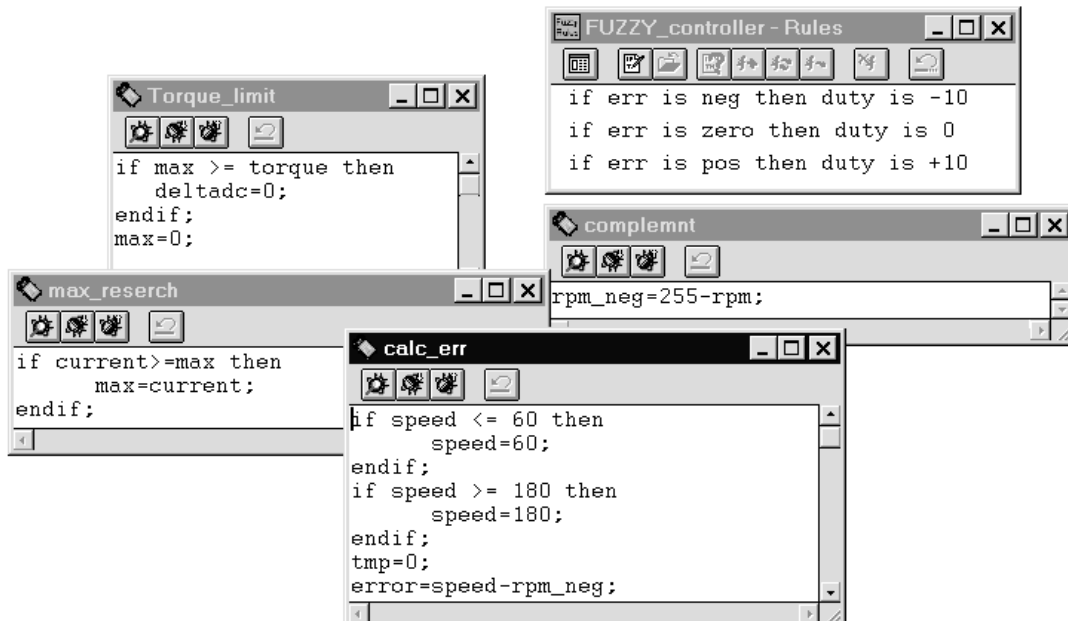 FUZZY_controller - Rules
if err is neg then duty is -10
if err is zero then duty is 0
if err is pos then duty is +10
Torque_limit
if max >= torque then
deltadc=0;
endif;
max=0;
complemnt
rpm_neg=255-rpm;
max_reserch
if current>=max then
max=current;
endif;
calc_err
if speed <= 60 then
speed=60;
endif;
if speed >= 180 then
speed=180;
endif;
tmp=0;
error=speed-rpm_neg;